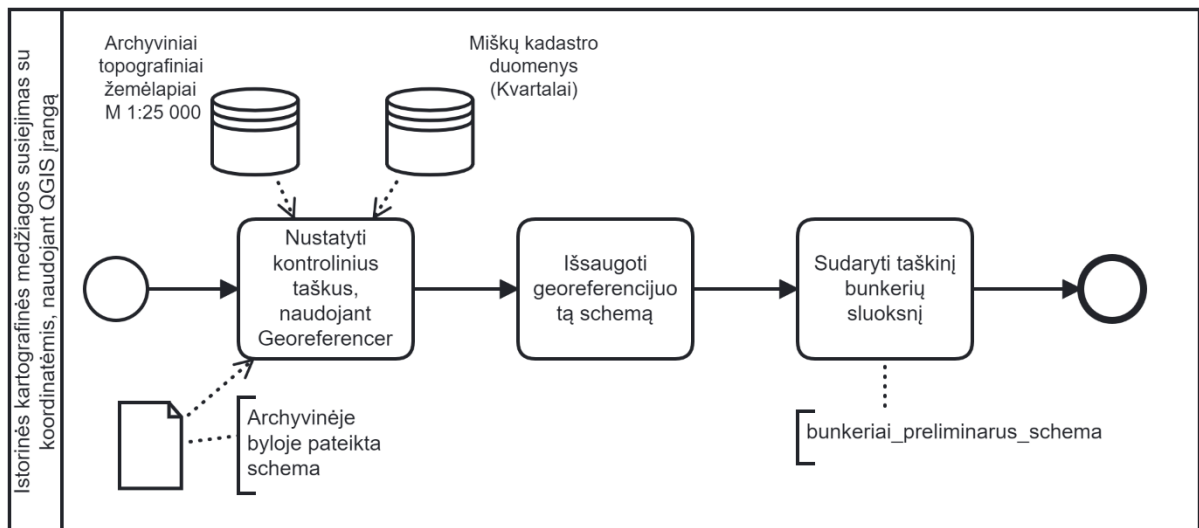 Istorinės kartografinės medžiagos susiejimas su
koordinatėmis, naudojant QGIS įrangą
Archyviniai
topografiniai
žemėlapiai
M 1:25 000
Miškų kadastro
duomenys
(Kvartalai)
Nustatyti
kontrolinius
taškus,
naudojant
Georeferencer
Išsaugoti
georeferencijuo
tą schemą
Sudaryti taškinį
bunkerių
sluoksnį
Archyvinėje
byloje pateikta
schema
bunkeriai_preliminarus_schema